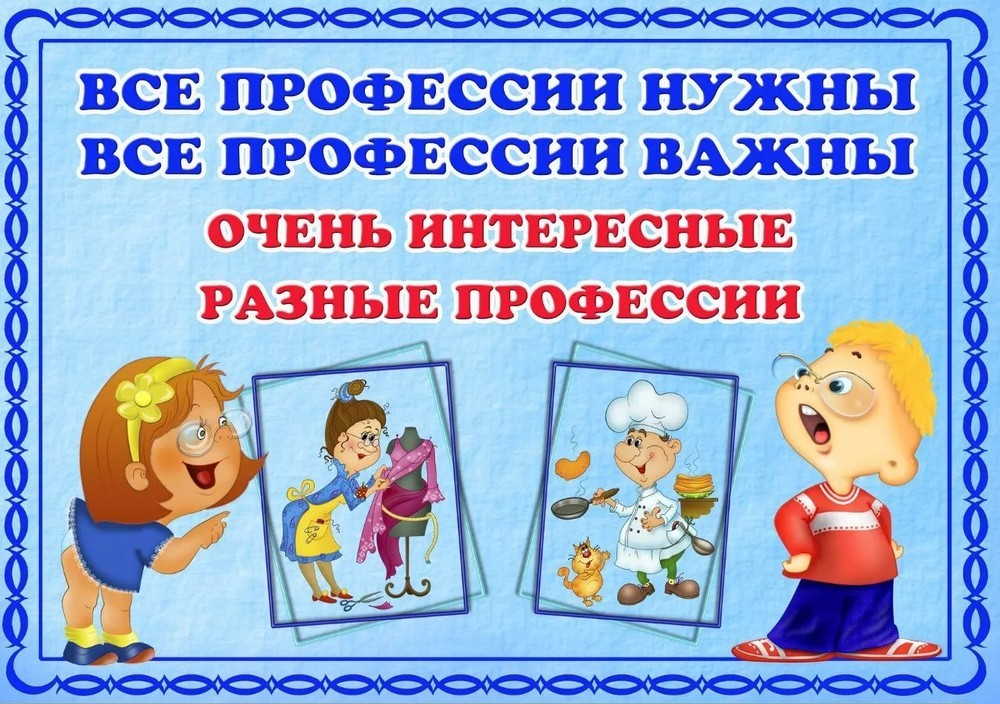 ВСЕ ПРОФЕССИИ НУЖНЫ
ВСЕ ПРОФЕССИИ ВАЖНЫ
ОЧЕНЬ ИНТЕРЕСНЫЕ
РАЗНЫЕ ПРОФЕССИИ